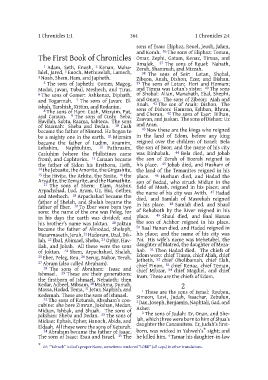 1 Chronicles 1.1
344
1 Chronicles 2.3
The First Book of Chronicles
Adam, Seth, Enosh, ² Kenan, Maha-
lalel, Jared, ³ Enoch, Methuselah, Lamech,
⁴ Noah, Shem, Ham, and Japheth.
⁵ The sons of Japheth: Gomer, Magog,
Madai, Javan, Tubal, Meshech, and Tiras.
⁶ The sons of Gomer: Ashkenaz, Diphath,
and Togarmah. ⁷ The sons of Javan: El-
ishah, Tarshish, Kittim, and Rodanim.
⁸ The sons of Ham: Cush, Mizraim, Put,
and Canaan. ⁹ The sons of Cush: Seba,
Havilah, Sabta, Raama, Sabteca. The sons
of Raamah: Sheba and Dedan. ¹⁰ Cush
became the father of Nimrod. He began to
be a mighty one in the earth. ¹¹ Mizraim
became the father of Ludim, Anamim,
Lehabim, Naphtuhim, ¹² Pathrusim,
Casluhim (where the Philistines came
from), and Caphtorim. ¹³ Canaan became
the father of Sidon his firstborn, Heth,
¹⁴ the Jebusite, the Amorite, the Girgashite,
¹⁵ the Hivite, the Arkite, the Sinite, ¹⁶ the
Arvadite, the Zemarite, and the Hamathite.
¹⁷ The sons of Shem: Elam, Asshur,
Arpachshad, Lud, Aram, Uz, Hul, Gether,
and Meshech. ¹⁸ Arpachshad became the
father of Shelah, and Shelah became the
father of Eber. ¹⁹ To Eber were born two
sons: the name of the one was Peleg, for
in his days the earth was divided; and
his brother's name was Joktan. ²⁰ Joktan
became the father of Almodad, Sheleph,
Hazarmaveth, Jerah, ²¹ Hadoram, Uzal, Dik-
lah, ²² Ebal, Abimael, Sheba, ²³ Ophir, Hav-
ilah, and Jobab. All these were the sons
of Joktan. ²⁴ Shem, Arpachshad, Shelah,
²⁵ Eber, Peleg, Reu, ²⁶ Serug, Nahor, Terah,
²⁷ Abram (also called Abraham).
²⁸ The sons of Abraham: Isaac and
Ishmael. ²⁹ These are their generations:
the firstborn of Ishmael, Nebaioth; then
Kedar, Adbeel, Mibsam, ³⁰ Mishma, Dumah,
Massa, Hadad, Tema, ³¹ Jetur, Naphish, and
Kedemah. These are the sons of Ishmael.
³² The sons of Keturah, Abraham's con-
cubine: she bore Zimran, Jokshan, Medan,
Midian, Ishbak, and Shuah. The sons of
Jokshan: Sheba and Dedan. ³³ The sons of
Midian: Ephah, Epher, Hanoch, Abida, and
Eldaah. All these were the sons of Keturah.
³⁴ Abraham became the father of Isaac.
The sons of Isaac: Esau and Israel. ³⁵ The
sons of Esau: Eliphaz, Reuel, Jeush, Jalam,
and Korah. ³⁶ The sons of Eliphaz: Teman,
Omar, Zephi, Gatam, Kenaz, Timna, and
Amalek. ³⁷ The sons of Reuel: Nahath,
Zerah, Shammah, and Mizzah.
³⁸ The sons of Seir: Lotan, Shobal,
Zibeon, Anah, Dishon, Ezer, and Dishan.
³⁹ The sons of Lotan: Hori and Homam;
and Timna was Lotan's sister. ⁴⁰ The sons
of Shobal: Alian, Manahath, Ebal, Shephi,
and Onam. The sons of Zibeon: Aiah and
Anah. ⁴¹ The son of Anah: Dishon. The
sons of Dishon: Hamran, Eshban, Ithran,
and Cheran. ⁴² The sons of Ezer: Bilhan,
Zaavan, and Jaakan. The sons of Dishan: Uz
and Aran.
⁴³ Now these are the kings who reigned
in the land of Edom, before any king
reigned over the children of Israel: Bela
the son of Beor; and the name of his city
was Dinhabah. ⁴⁴ Bela died, and Jobab
the son of Zerah of Bozrah reigned in
his place. ⁴⁵ Jobab died, and Husham of
the land of the Temanites reigned in his
place. ⁴⁶ Husham died, and Hadad the
son of Bedad, who struck Midian in the
field of Moab, reigned in his place; and
the name of his city was Avith. ⁴⁷ Hadad
died, and Samlah of Masrekah reigned
in his place. ⁴⁸ Samlah died, and Shaul
of Rehoboth by the River reigned in his
place. ⁴⁹ Shaul died, and Baal Hanan
the son of Achbor reigned in his place.
⁵⁰ Baal Hanan died, and Hadad reigned in
his place; and the name of his city was
Pai. His wife's name was Mehetabel, the
daughter of Matred, the daughter of Meza-
hab. ⁵¹ Then Hadad died. The chiefs of
Edom were: chief Timna, chief Aliah, chief
Jetheth, ⁵² chief Oholibamah, chief Elah,
chief Pinon, ⁵³ chief Kenaz, chief Teman,
chief Mibzar, ⁵⁴ chief Magdiel, and chief
Iram. These are the chiefs of Edom.
2
These are the sons of Israel: Reuben,
Simeon, Levi, Judah, Issachar, Zebulun,
² Dan, Joseph, Benjamin, Naphtali, Gad, and
Asher.
³ The sons of Judah: Er, Onan, and She-
lah, which three were born to him of Shua's
daughter the Canaanitess. Er, Judah's first-
born, was wicked in Yahweh's* sight; and
he killed him. ⁴ Tamar his daughter-in-law